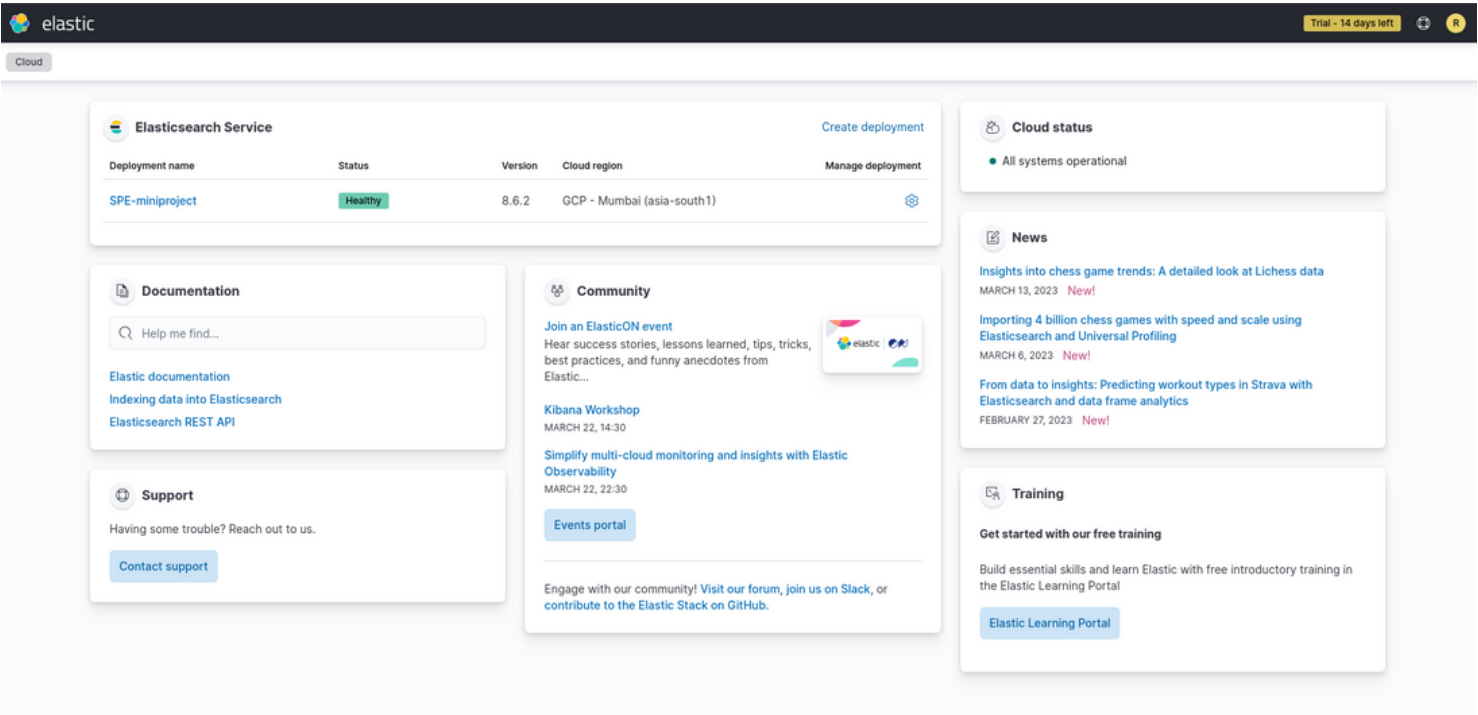 elastic
Trial - 14 days left
R
Cloud
Elasticsearch Service
Create deployment
Deployment name Status Version Cloud region Manage deployment
SPE-miniproject Healthy 8.6.2 GCP - Mumbai (asia-south1)
Documentation
Help me find...
Elastic documentation
Indexing data into Elasticsearch
Elasticsearch REST API
Support
Having some trouble? Reach out to us.
Contact support
Community
Join an ElasticON event
Hear success stories, lessons learned, tips, tricks,
best practices, and funny anecdotes from
Elastic...
elastic
Kibana Workshop
MARCH 22, 14:30
Simplify multi-cloud monitoring and insights with Elastic
Observability
MARCH 22, 22:30
Events portal
Engage with our community! Visit our forum, join us on Slack, or
contribute to the Elastic Stack on GitHub.
Cloud status
All systems operational
News
Insights into chess game trends: A detailed look at Lichess data
MARCH 13, 2023 New!
Importing 4 billion chess games with speed and scale using
Elasticsearch and Universal Profiling
MARCH 6, 2023 New!
From data to insights: Predicting workout types in Strava with
Elasticsearch and data frame analytics
FEBRUARY 27, 2023 New!
Training
Get started with our free training
Build essential skills and learn Elastic with free introductory training in
the Elastic Learning Portal
Elastic Learning Portal